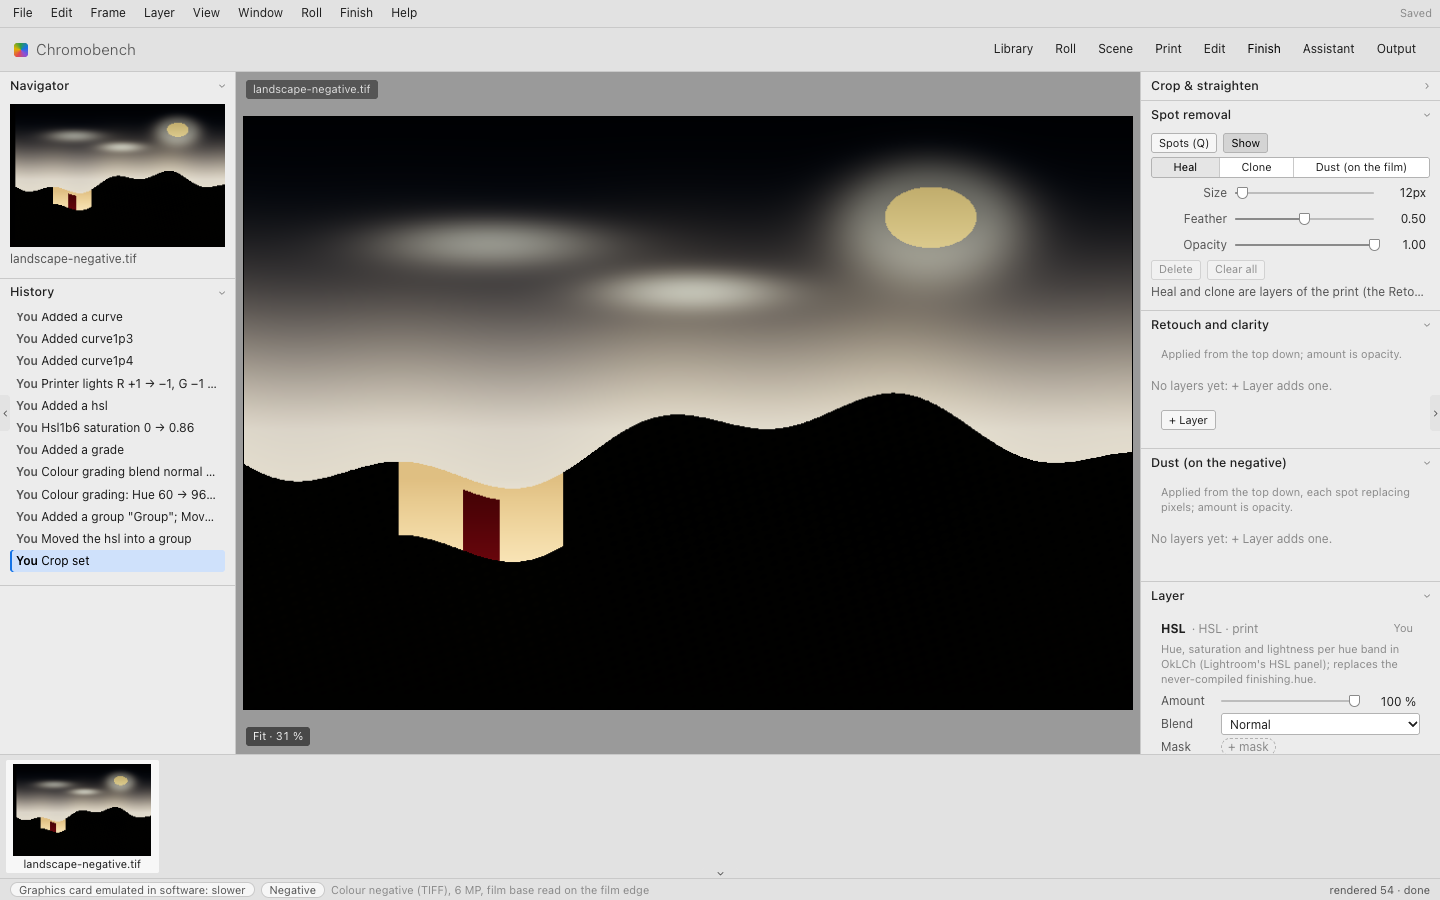 File Edit Frame Layer View Window Roll Finish Help Saved
Chromobench Library Roll Scene Print Edit Finish Assistant Output
Navigator
landscape-negative.tif
History
You Added a curve
You Added curve1p3
You Added curve1p4
You Printer lights R +1 → −1, G −1 ...
You Added a hsl
You Hsl1b6 saturation 0 → 0.86
You Added a grade
You Colour grading blend normal ...
You Colour grading: Hue 60 → 96...
You Added a group "Group"; Mov...
You Moved the hsl into a group
You Crop set
landscape-negative.tif
Fit · 31 %
Crop & straighten
Spot removal
Spots (Q) Show
Heal Clone Dust (on the film)
Size 12px
Feather 0.50
Opacity 1.00
Delete Clear all
Heal and clone are layers of the print (the Reto...
Retouch and clarity
Applied from the top down; amount is opacity.
No layers yet: + Layer adds one.
+ Layer
Dust (on the negative)
Applied from the top down, each spot replacing
pixels; amount is opacity.
No layers yet: + Layer adds one.
Layer
HSL · HSL · print You
Hue, saturation and lightness per hue band in
OkLCh (Lightroom's HSL panel); replaces the
never-compiled finishing.hue.
Amount 100 %
Blend Normal
Mask + mask
landscape-negative.tif
Graphics card emulated in software: slower Negative Colour negative (TIFF), 6 MP, film base read on the film edge rendered 54 · done